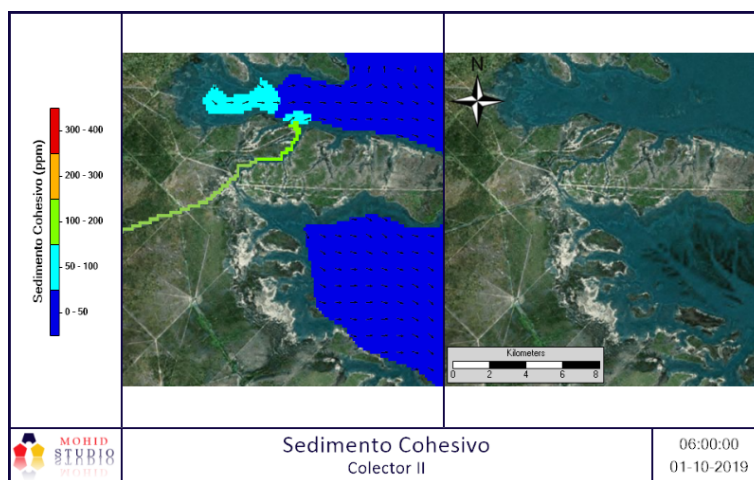 Sedimento Cohesivo (ppm)
300 - 400
200 - 300
100 - 200
50 - 100
0 - 50
N
Kilometers
0 2 4 6 8
MOHID
STUDIO
Sedimento Cohesivo
Colector II
06:00:00
01-10-2019